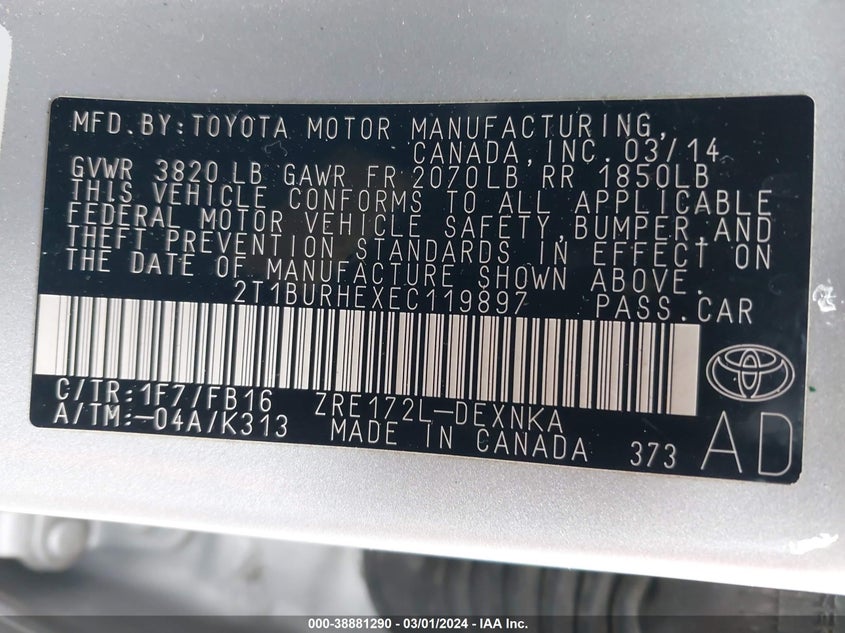 MFD.BY:TOYOTA MOTOR MANUFACTURING,
CANADA,INC. 03/14
GVWR 3820 LB GAWR FR 2070LB RR 1850LB
THIS VEHICLE CONFORMS TO ALL APPLICABLE
FEDERAL MOTOR VEHICLE SAFETY,BUMPER,AND
THEFT PREVENTION STANDARDS IN EFFECT ON
THE DATE OF MANUFACTURE SHOWN ABOVE.
2T1BURHEXEC119897 PASS.CAR
C/TR:1F7/FB16 ZRE172L-DEXNKA
A/TM:-04A/K313 MADE IN CANADA 373 AD
000-38881290 - 03/01/2024 - IAA Inc.